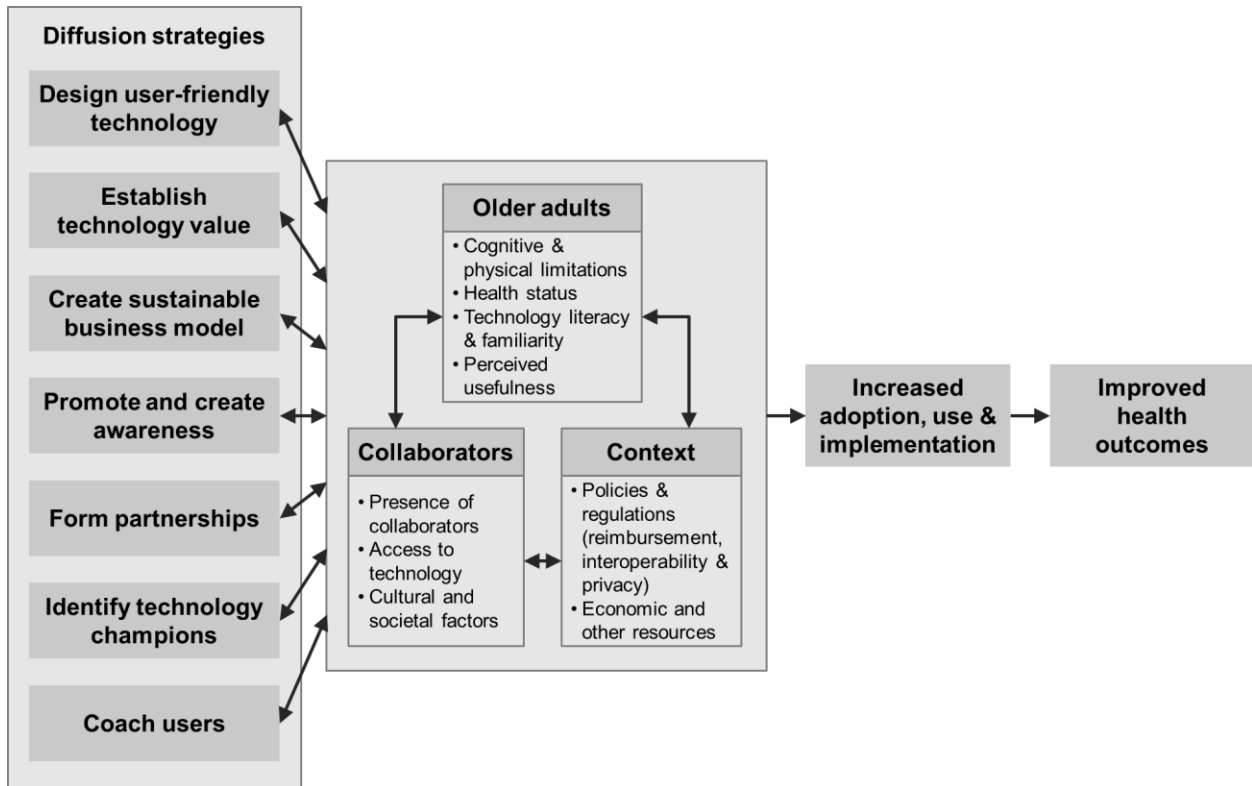 Diffusion strategies
Design user-friendly
technology
Establish
technology value
Create sustainable
business model
Promote and create
awareness
Form partnerships
Identify technology
champions
Coach users
Older adults
• Cognitive &
physical limitations
• Health status
• Technology literacy
& familiarity
• Perceived
usefulness
Collaborators
• Presence of
collaborators
• Access to
technology
• Cultural and
societal factors
Context
• Policies &
regulations
(reimbursement,
interoperability &
privacy)
• Economic and
other resources
Increased
adoption, use &
implementation
Improved
health
outcomes